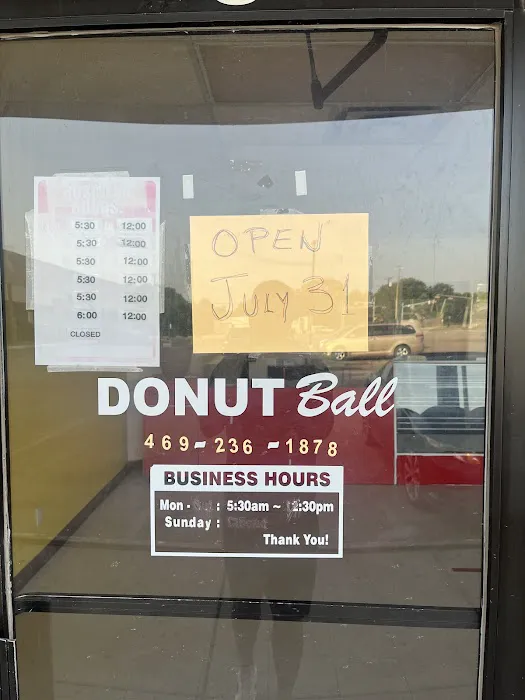 5:30 12:00
5:30 12:00
5:30 12:00
5:30 12:00
5:30 12:00
6:00 12:00
CLOSED
OPEN
July 31
DONUT Ball
469-236-1878
BUSINESS HOURS
Mon - : 5:30am ~ 2:30pm
Sunday :
Thank You!